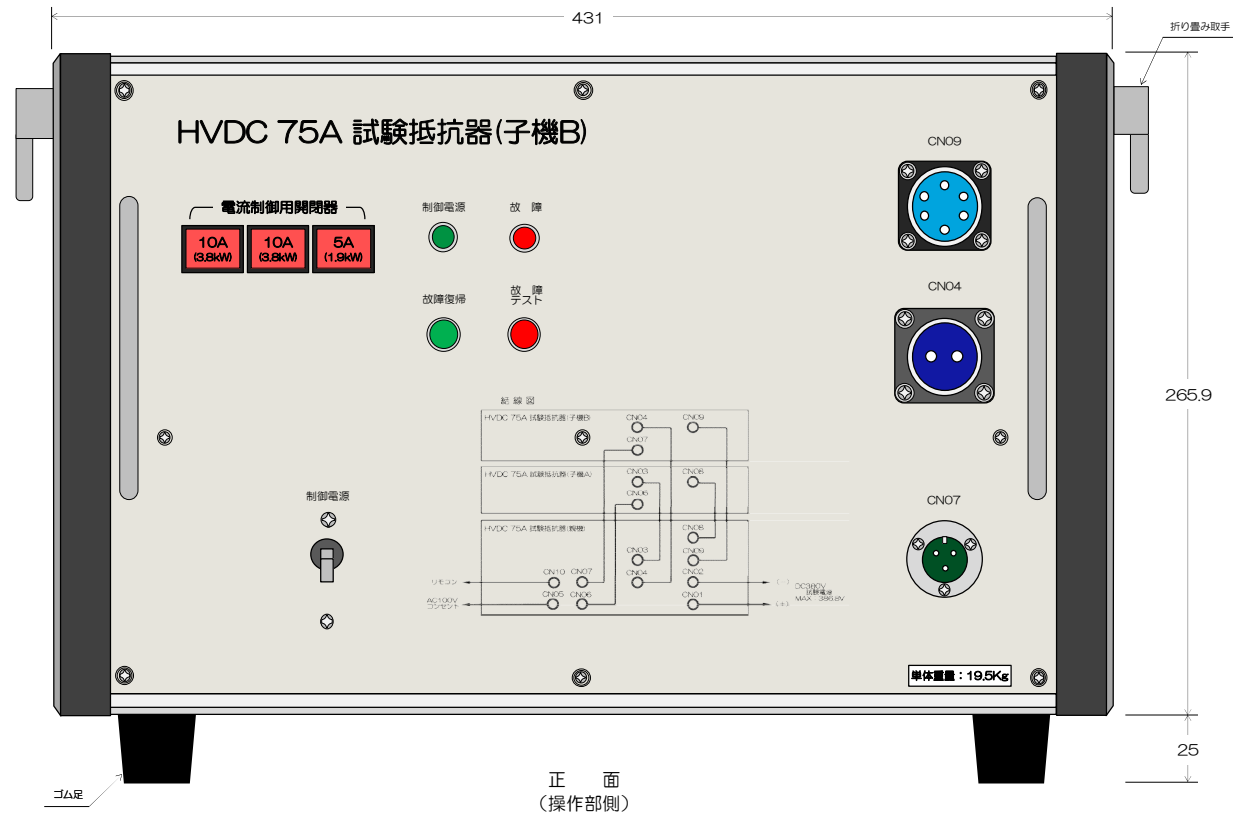 431
折り畳み取手
HVDC 75A 試験抵抗器(子機B)
CN09
電流制御用開閉器
制御電源
故 障
10A
(3.8kW)
10A
(3.8kW)
5A
(1.9kW)
CN04
故障復帰
故 障
テスト
265.9
結 線 図
HVDC 75A 試験抵抗器(子機B)
CN04
CN09
CN07
HVDC 75A 試験抵抗器(子機A)
CN03
CN08
CN06
制御電源
CN07
HVDC 75A 試験抵抗器(親機)
CN08
CN03
CN09
リモコン
CN10
CN07
CN04
CN02
(-)
DC380V
試験電源
MAX:386.8V
AC100V
コンセント
CN05
CN06
CN01
(+)
単体重量:19.5Kg
25
ゴム足
正 面
(操作部側)